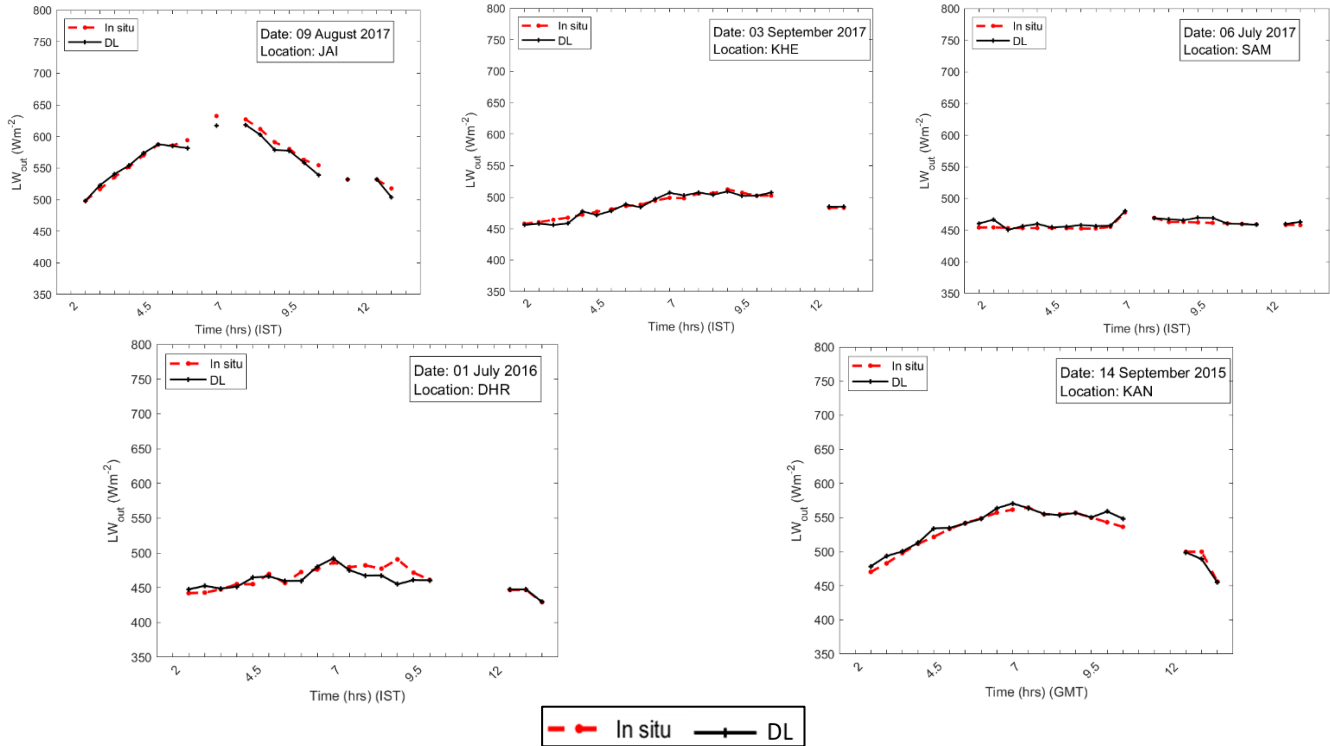 800
750
700
650
600
550
500
450
400
350
LW_out (Wm^-2)
In situ
DL
Date: 09 August 2017
Location: JAI
2
4.5
7
9.5
12
Time (hrs) (IST)
800
750
700
650
600
550
500
450
400
350
LW_out (Wm^-2)
In situ
DL
Date: 03 September 2017
Location: KHE
2
4.5
7
9.5
12
Time (hrs) (IST)
800
750
700
650
600
550
500
450
400
350
LW_out (Wm^-2)
In situ
DL
Date: 06 July 2017
Location: SAM
2
4.5
7
9.5
12
Time (hrs) (IST)
800
750
700
650
600
550
500
450
400
350
LW_out (Wm^-2)
In situ
DL
Date: 01 July 2016
Location: DHR
2
4.5
7
9.5
12
Time (hrs) (IST)
800
750
700
650
600
550
500
450
400
350
LW_out (Wm^-2)
In situ
DL
Date: 14 September 2015
Location: KAN
2
4.5
7
9.5
12
Time (hrs) (GMT)
In situ DL